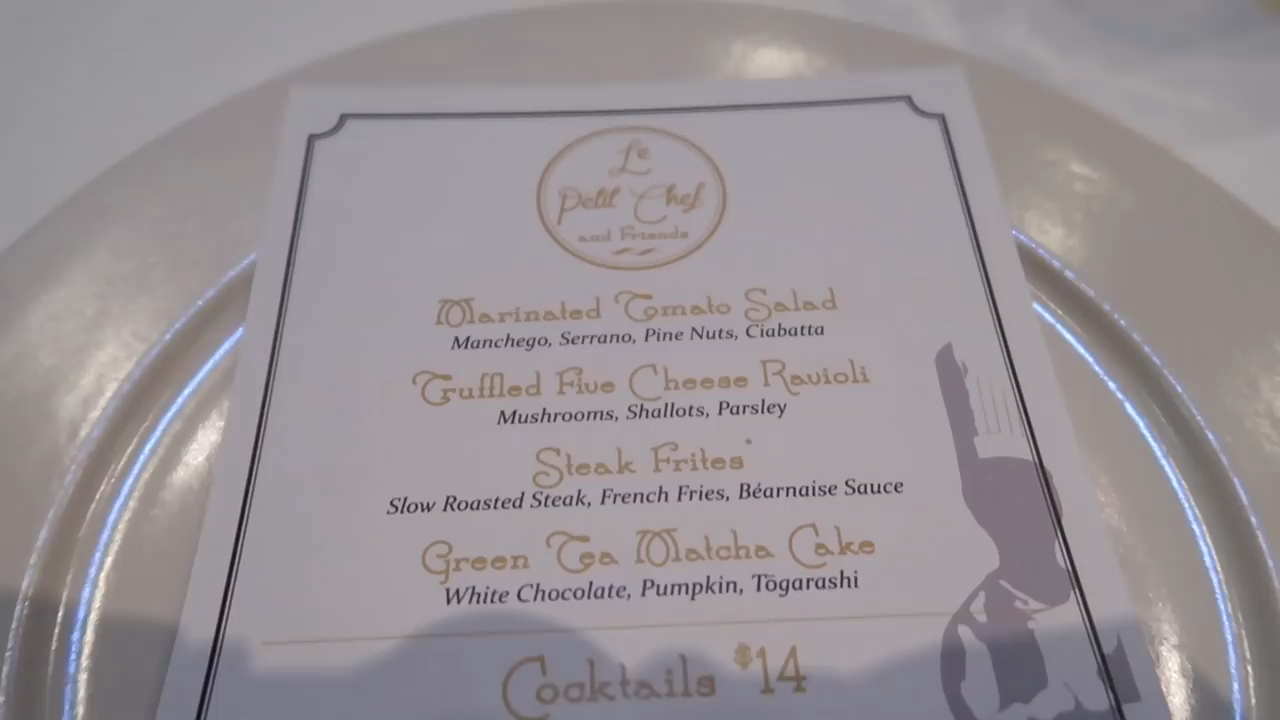 Le
Petit Chef
and Friends
Marinated Tomato Salad
Manchego, Serrano, Pine Nuts, Ciabatta
Truffled Five Cheese Ravioli
Mushrooms, Shallots, Parsley
Steak Frites*
Slow Roasted Steak, French Fries, Béarnaise Sauce
Green Tea Matcha Cake
White Chocolate, Pumpkin, Tōgarashi
Cocktails $14